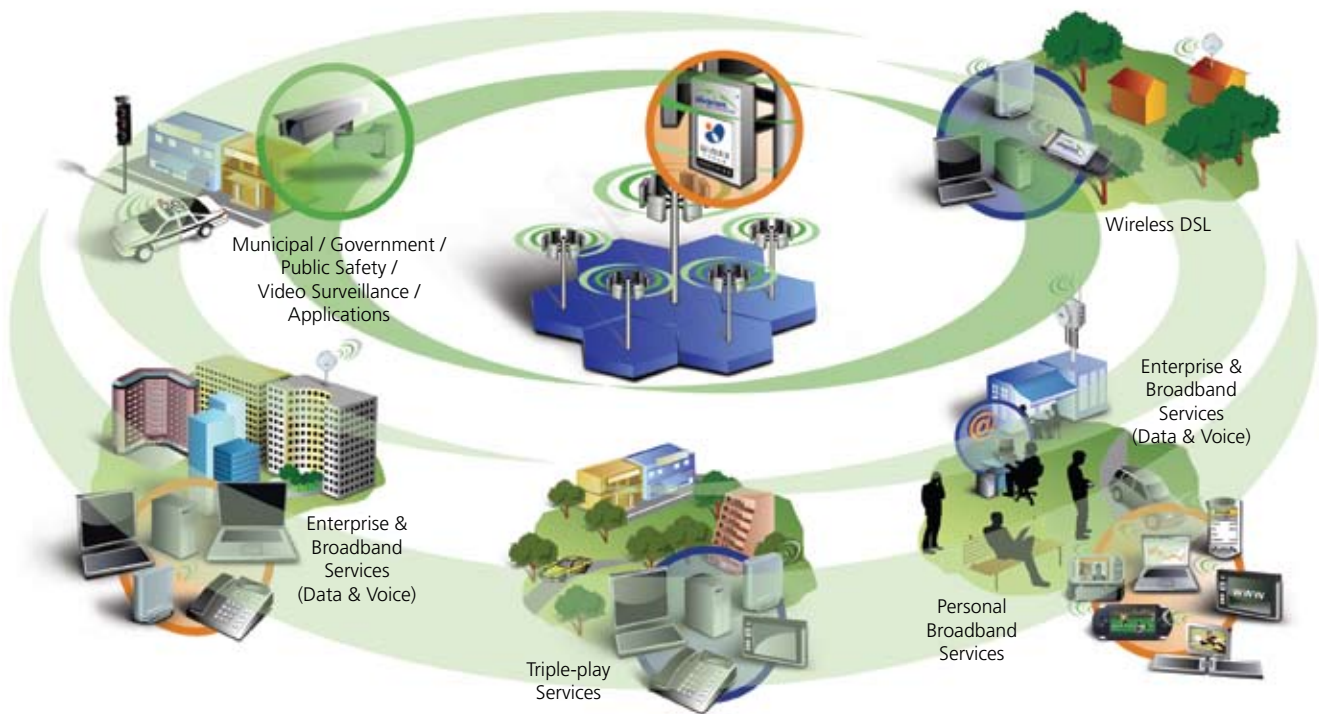 Municipal / Government /
Public Safety /
Video Surveillance /
Applications
Wireless DSL
Enterprise &
Broadband
Services
(Data & Voice)
Enterprise &
Broadband
Services
(Data & Voice)
@
WWW
Personal
Broadband
Services
Triple-play
Services